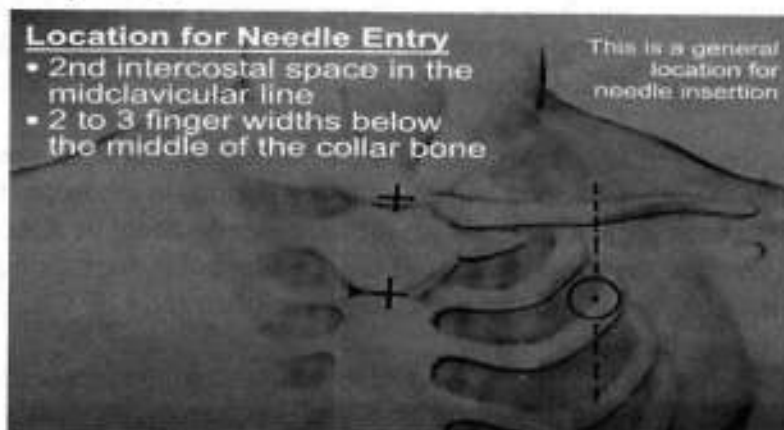 Location for Needle Entry
• 2nd intercostal space in the
midclavicular line
• 2 to 3 finger widths below
the middle of the collar bone
This is a general
location for
needle insertion